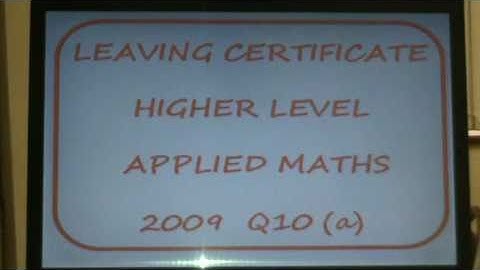 LEAVING CERTIFICATE
HIGHER LEVEL
APPLIED MATHS
2009 Q10 (a)